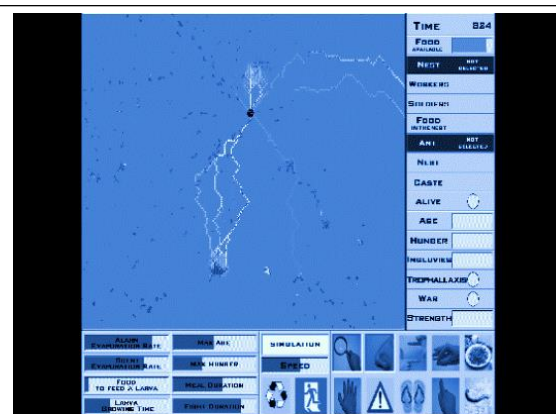 TIME 824
FOOD
AVAILABLE
NEST NOT
SELECTED
WORKERS
SOLDIERS
FOOD
IN THE NEST
ANT NOT
SELECTED
NEST
CASTE
ALIVE
AGE
HUNGER
INGLUVIES
TROPHALLAXIS
WAR
STRENGTH
ALARM
EVAPORATION RATE
SCENT
EVAPORATION RATE
FOOD
TO FEED A LARVA
LARVA
GROWING TIME
MAX AGE
MAX HUNGER
MEAL DURATION
FIGHT DURATION
SIMULATION
SPEED